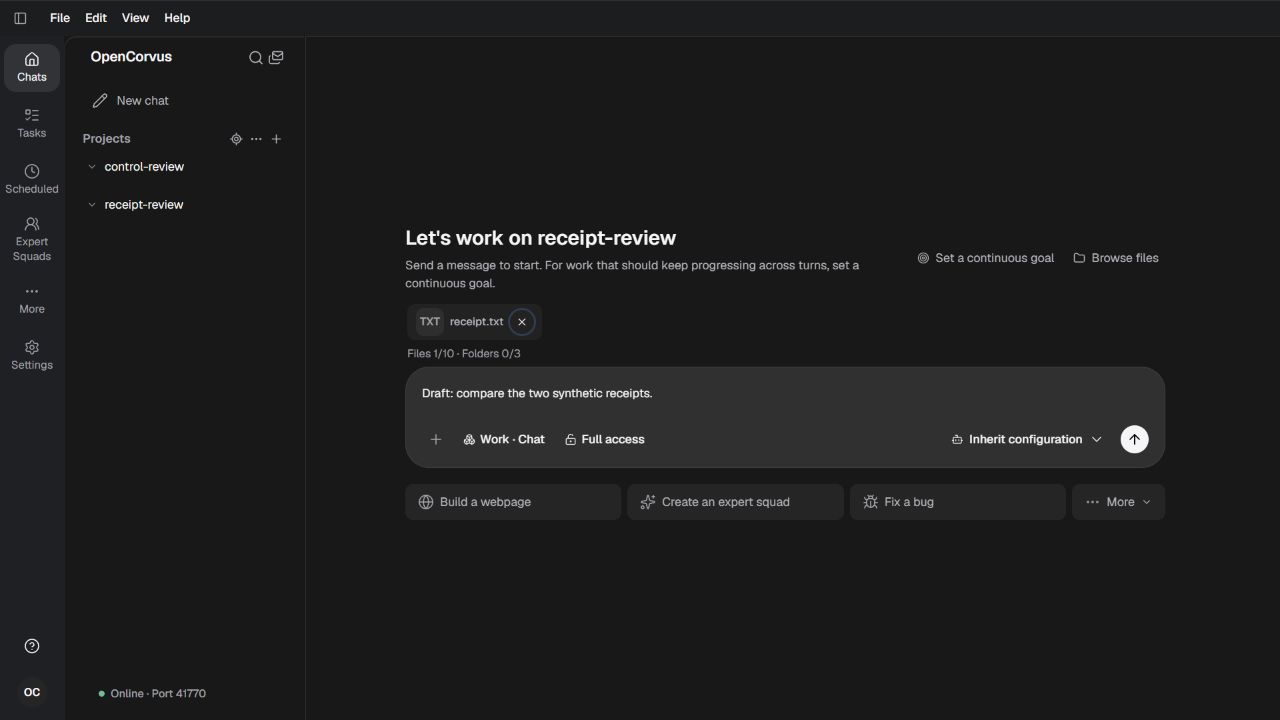 File Edit View Help
Chats
Tasks
Scheduled
Expert
Squads
More
Settings
OC
OpenCorvus
New chat
Projects
control-review
receipt-review
Online · Port 41770
Let's work on receipt-review
Send a message to start. For work that should keep progressing across turns, set a
continuous goal.
Set a continuous goal
Browse files
TXT receipt.txt
Files 1/10 · Folders 0/3
Draft: compare the two synthetic receipts.
Work · Chat
Full access
Inherit configuration
Build a webpage
Create an expert squad
Fix a bug
More